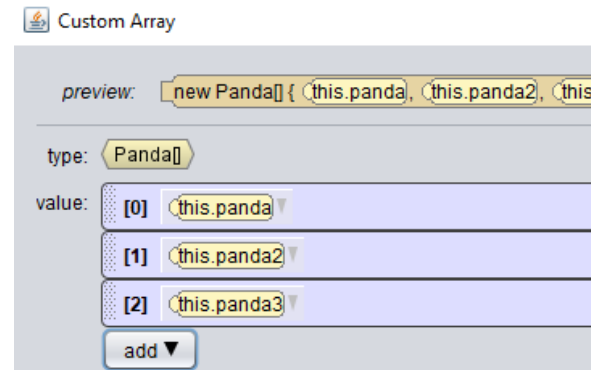 Custom Array
preview: new Panda[] { this.panda, this.panda2, this
type: Panda[]
value: [0] this.panda
[1] this.panda2
[2] this.panda3
add